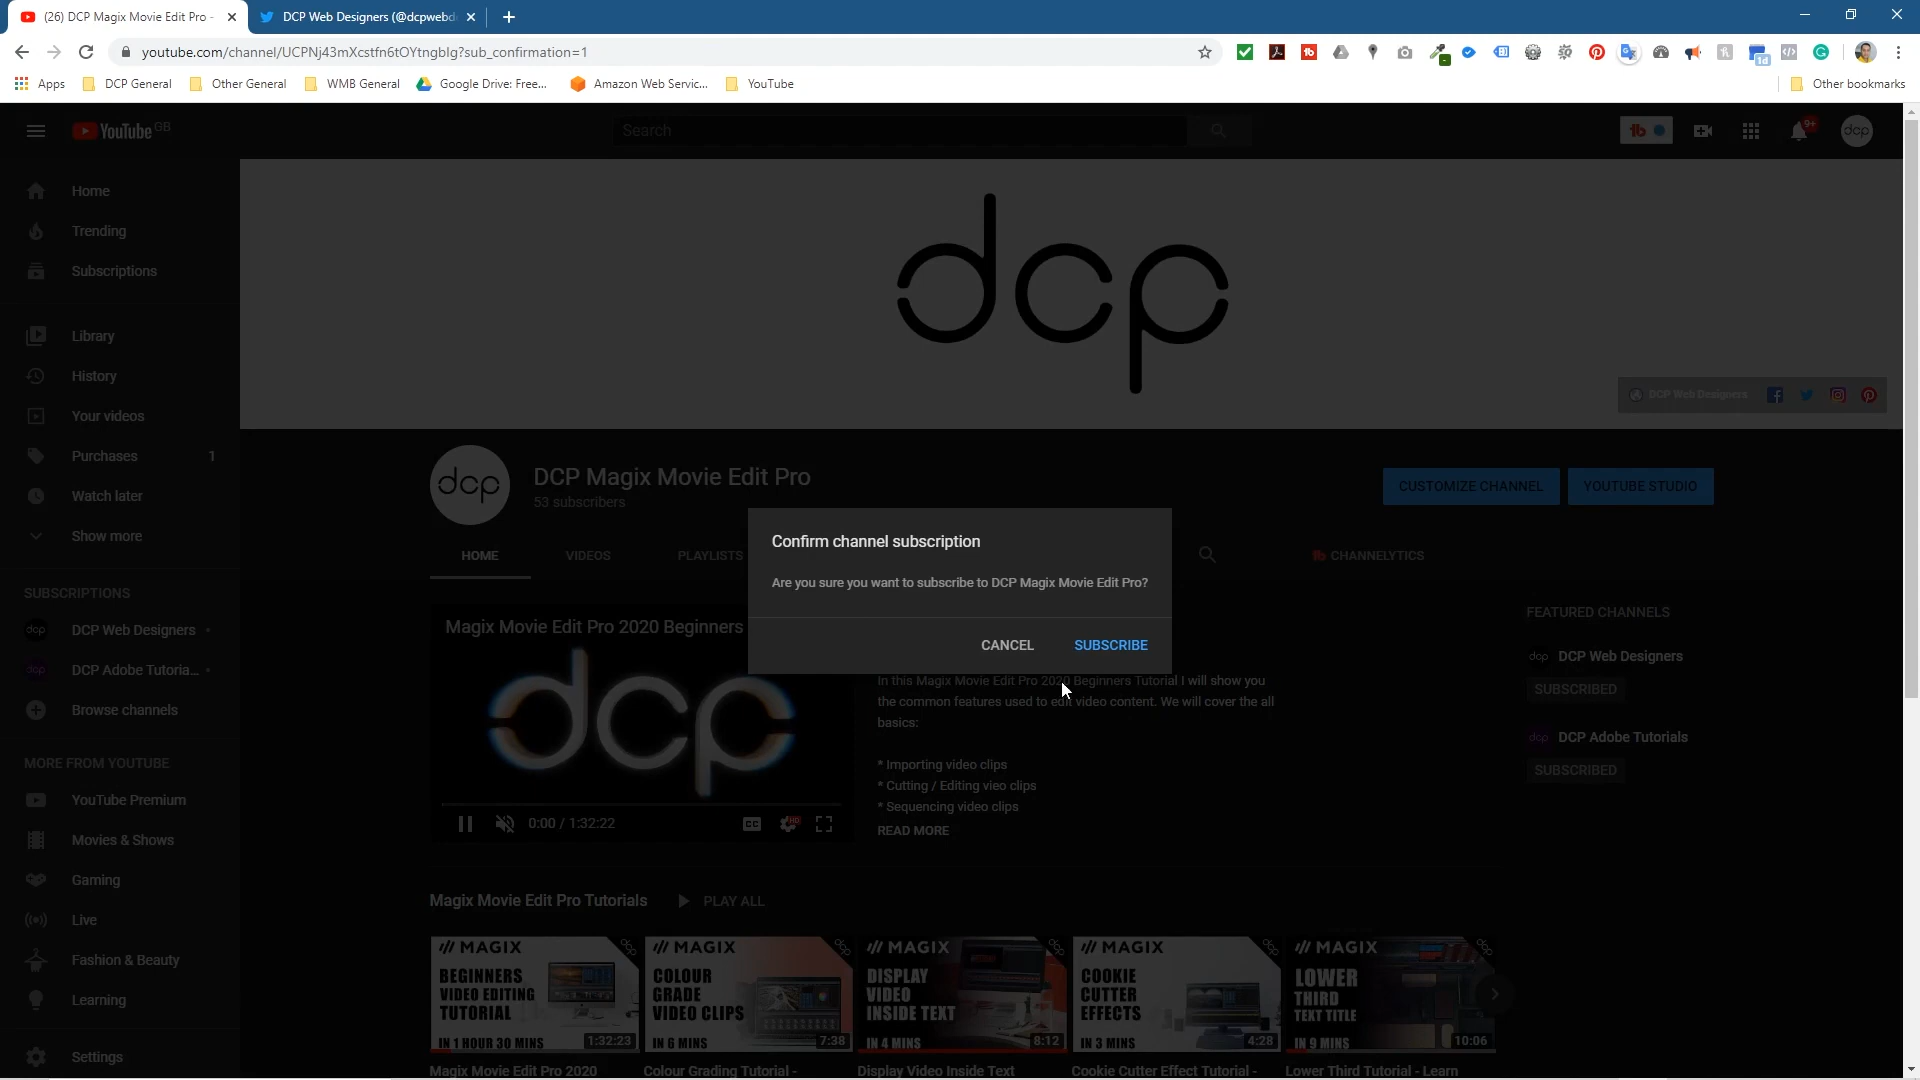 (26) DCP Magix Movie Edit Pro -
DCP Web Designers (@dcpwebd
youtube.com/channel/UCPNj43mXcstfn6tOYtngbIg?sub_confirmation=1
Apps
DCP General
Other General
WMB General
Google Drive: Free...
Amazon Web Servic...
YouTube
Other bookmarks
YouTube GB
Search
9+
dcp
Home
Trending
Subscriptions
Library
History
Your videos
Purchases 1
Watch later
Show more
SUBSCRIPTIONS
DCP Web Designers
DCP Adobe Tutoria...
Browse channels
MORE FROM YOUTUBE
YouTube Premium
Movies & Shows
Gaming
Live
Fashion & Beauty
Learning
Settings
dcp
DCP Web Designers
dcp
DCP Magix Movie Edit Pro
53 subscribers
CUSTOMIZE CHANNEL
YOUTUBE STUDIO
HOME
VIDEOS
PLAYLISTS
CHANNELYTICS
Confirm channel subscription
Are you sure you want to subscribe to DCP Magix Movie Edit Pro?
CANCEL
SUBSCRIBE
Magix Movie Edit Pro 2020 Beginners
dcp
0:00 / 1:32:22
In this Magix Movie Edit Pro 2020 Beginners Tutorial I will show you
the common features used to edit video content. We will cover the all
basics:
* Importing video clips
* Cutting / Editing vieo clips
* Sequencing video clips
READ MORE
FEATURED CHANNELS
dcp DCP Web Designers
SUBSCRIBED
dcp DCP Adobe Tutorials
SUBSCRIBED
Magix Movie Edit Pro Tutorials
PLAY ALL
MAGIX
BEGINNERS
VIDEO EDITING
TUTORIAL
IN 1 HOUR 30 MINS
1:32:23
Magix Movie Edit Pro 2020
MAGIX
COLOUR
GRADE
VIDEO CLIPS
IN 6 MINS
7:38
Colour Grading Tutorial -
MAGIX
DISPLAY
VIDEO
INSIDE TEXT
IN 4 MINS
8:12
Display Video Inside Text
MAGIX
COOKIE
CUTTER
EFFECTS
IN 3 MINS
4:28
Cookie Cutter Effect Tutorial -
MAGIX
LOWER
THIRD
TEXT TITLE
IN 9 MINS
10:06
Lower Third Tutorial - Learn